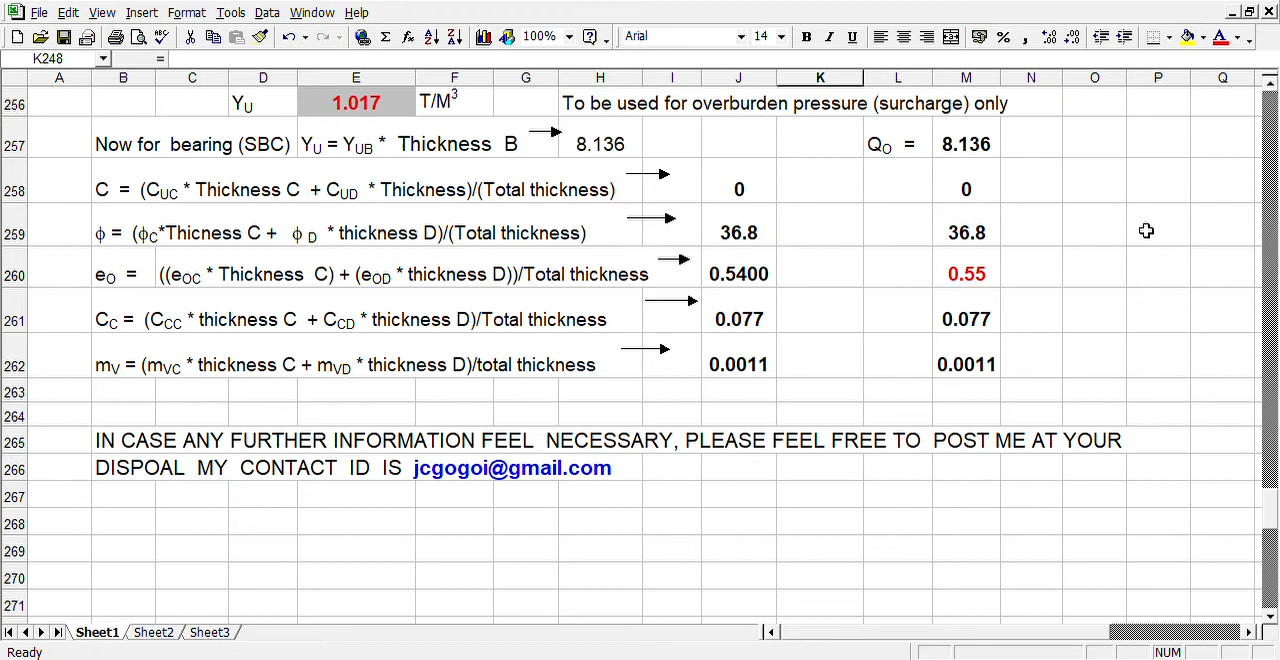 File Edit View Insert Format Tools Data Window Help
100% Arial 14 B I U $ % ,
K248 =
A B C D E F G H I J K L M N O P Q
256 YU 1.017 T/M3 To be used for overburden pressure (surcharge) only
257 Now for bearing (SBC) YU = YUB * Thickness B 8.136 QO = 8.136
258 C = (CUC * Thickness C + CUD * Thickness)/(Total thickness) 0 0
259 ϕ = (ϕC*Thicness C + ϕ D * thickness D)/(Total thickness) 36.8 36.8
260 eO = ((eOC * Thickness C) + (eOD * thickness D))/Total thickness 0.5400 0.55
261 CC = (CCC * thickness C + CCD * thickness D)/Total thickness 0.077 0.077
262 mV = (mVC * thickness C + mVD * thickness D)/total thickness 0.0011 0.0011
263
264
265 IN CASE ANY FURTHER INFORMATION FEEL NECESSARY, PLEASE FEEL FREE TO POST ME AT YOUR
266 DISPOAL MY CONTACT ID IS jcgogoi@gmail.com
267
268
269
270
271
Sheet1 Sheet2 Sheet3
Ready NUM